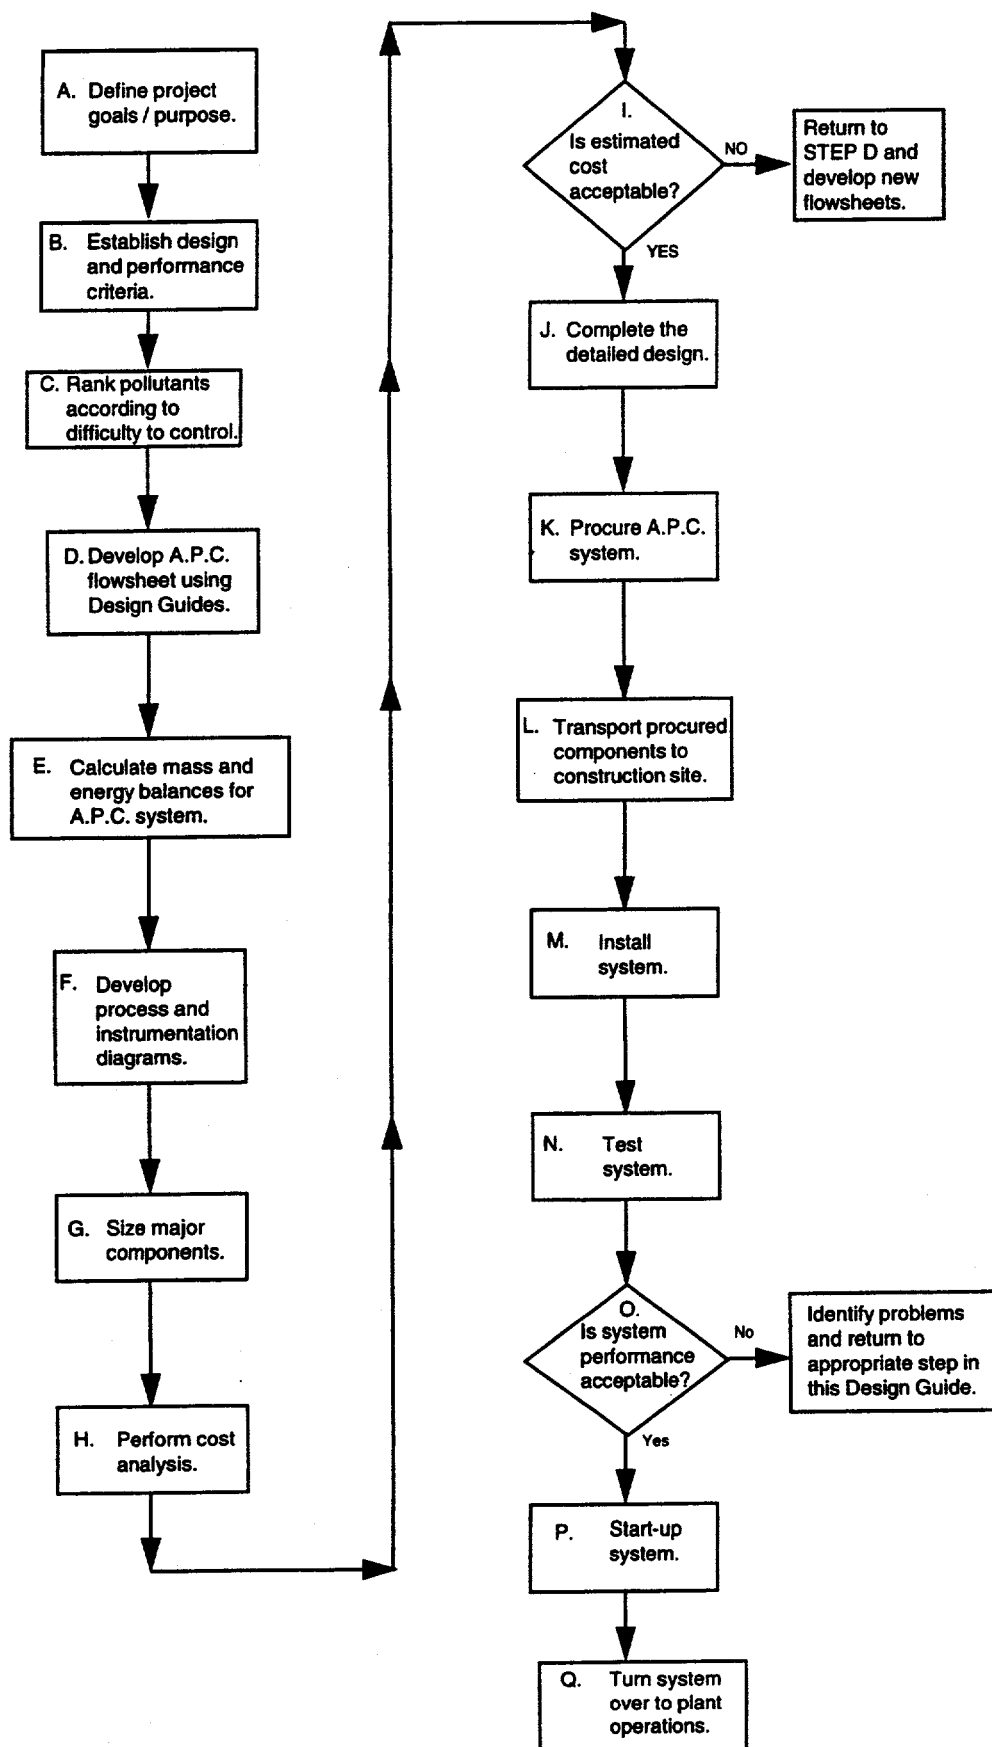 A. Define project
goals / purpose.
B. Establish design
and performance
criteria.
C. Rank pollutants
according to
difficulty to control.
D. Develop A.P.C.
flowsheet using
Design Guides.
E. Calculate mass and
energy balances for
A.P.C. system.
F. Develop
process and
instrumentation
diagrams.
G. Size major
components.
H. Perform cost
analysis.
I.
Is estimated
cost
acceptable?
NO
Return to
STEP D and
develop new
flowsheets.
YES
J. Complete the
detailed design.
K. Procure A.P.C.
system.
L. Transport procured
components to
construction site.
M. Install
system.
N. Test
system.
O.
Is system
performance
acceptable?
No
Identify problems
and return to
appropriate step in
this Design Guide.
Yes
P. Start-up
system.
Q. Turn system
over to plant
operations.